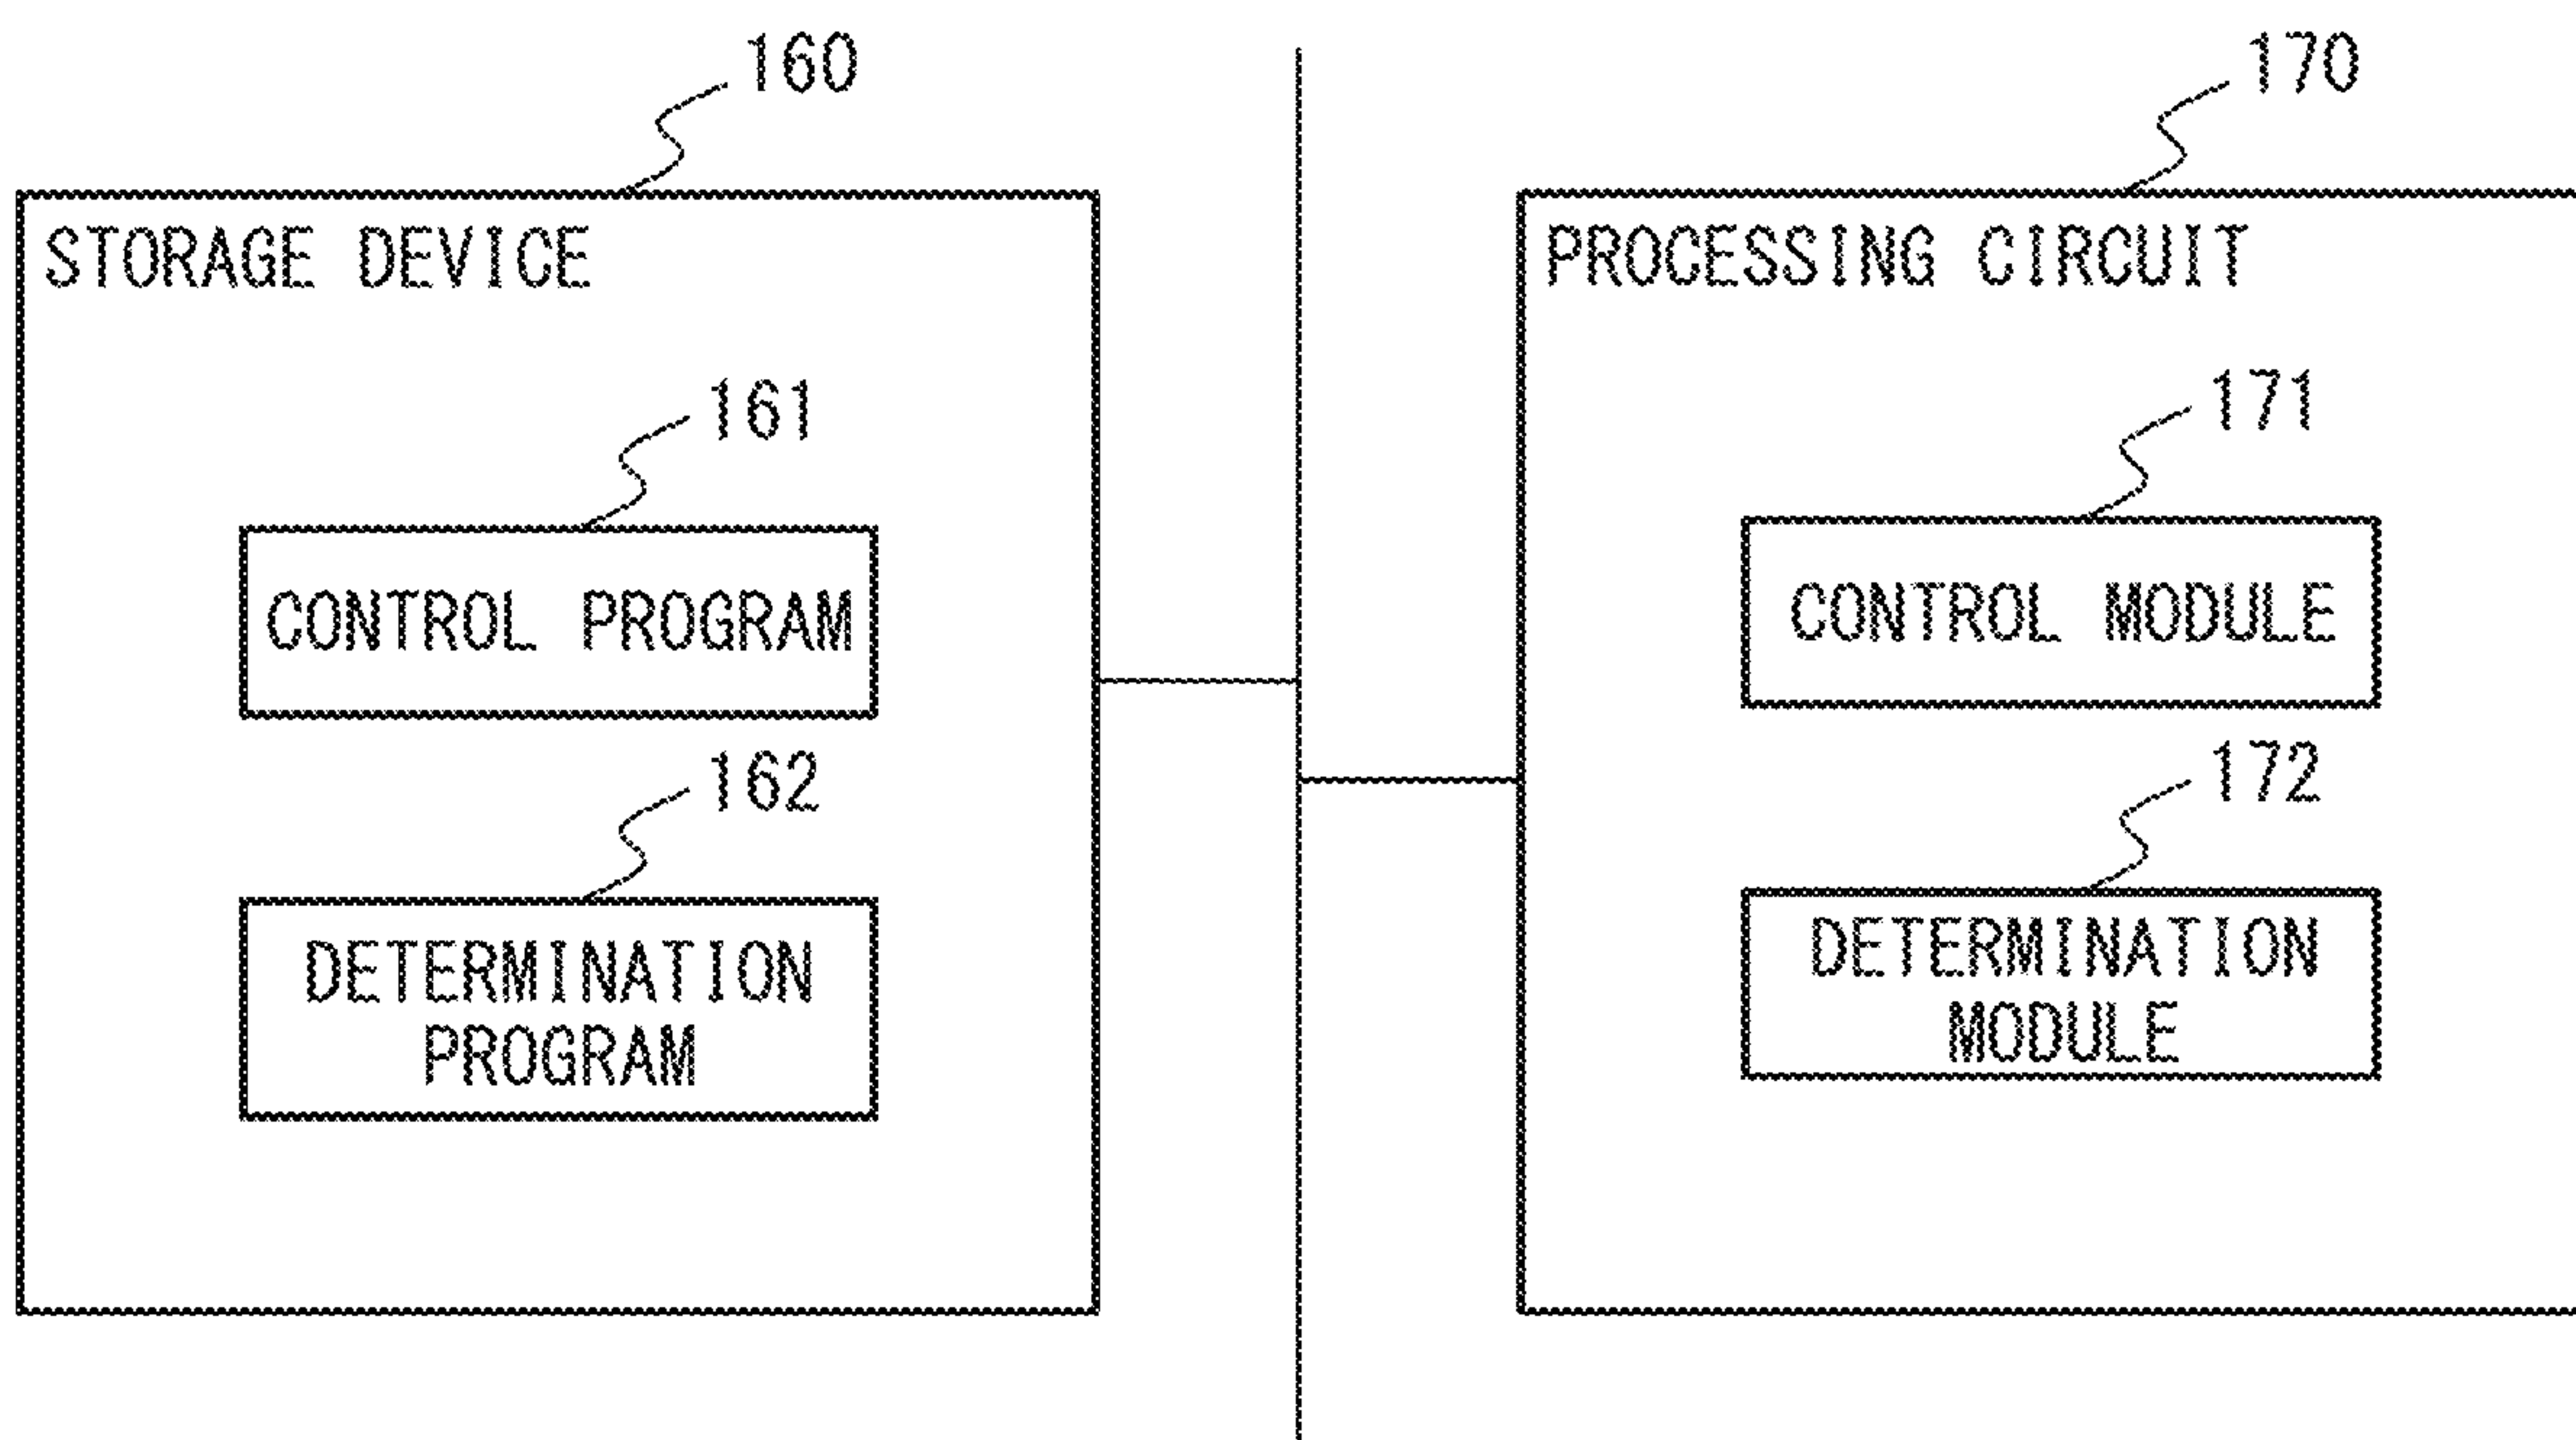 160
STORAGE DEVICE
161
CONTROL PROGRAM
162
DETERMINATION
PROGRAM
170
PROCESSING CIRCUIT
171
CONTROL MODULE
172
DETERMINATION
MODULE